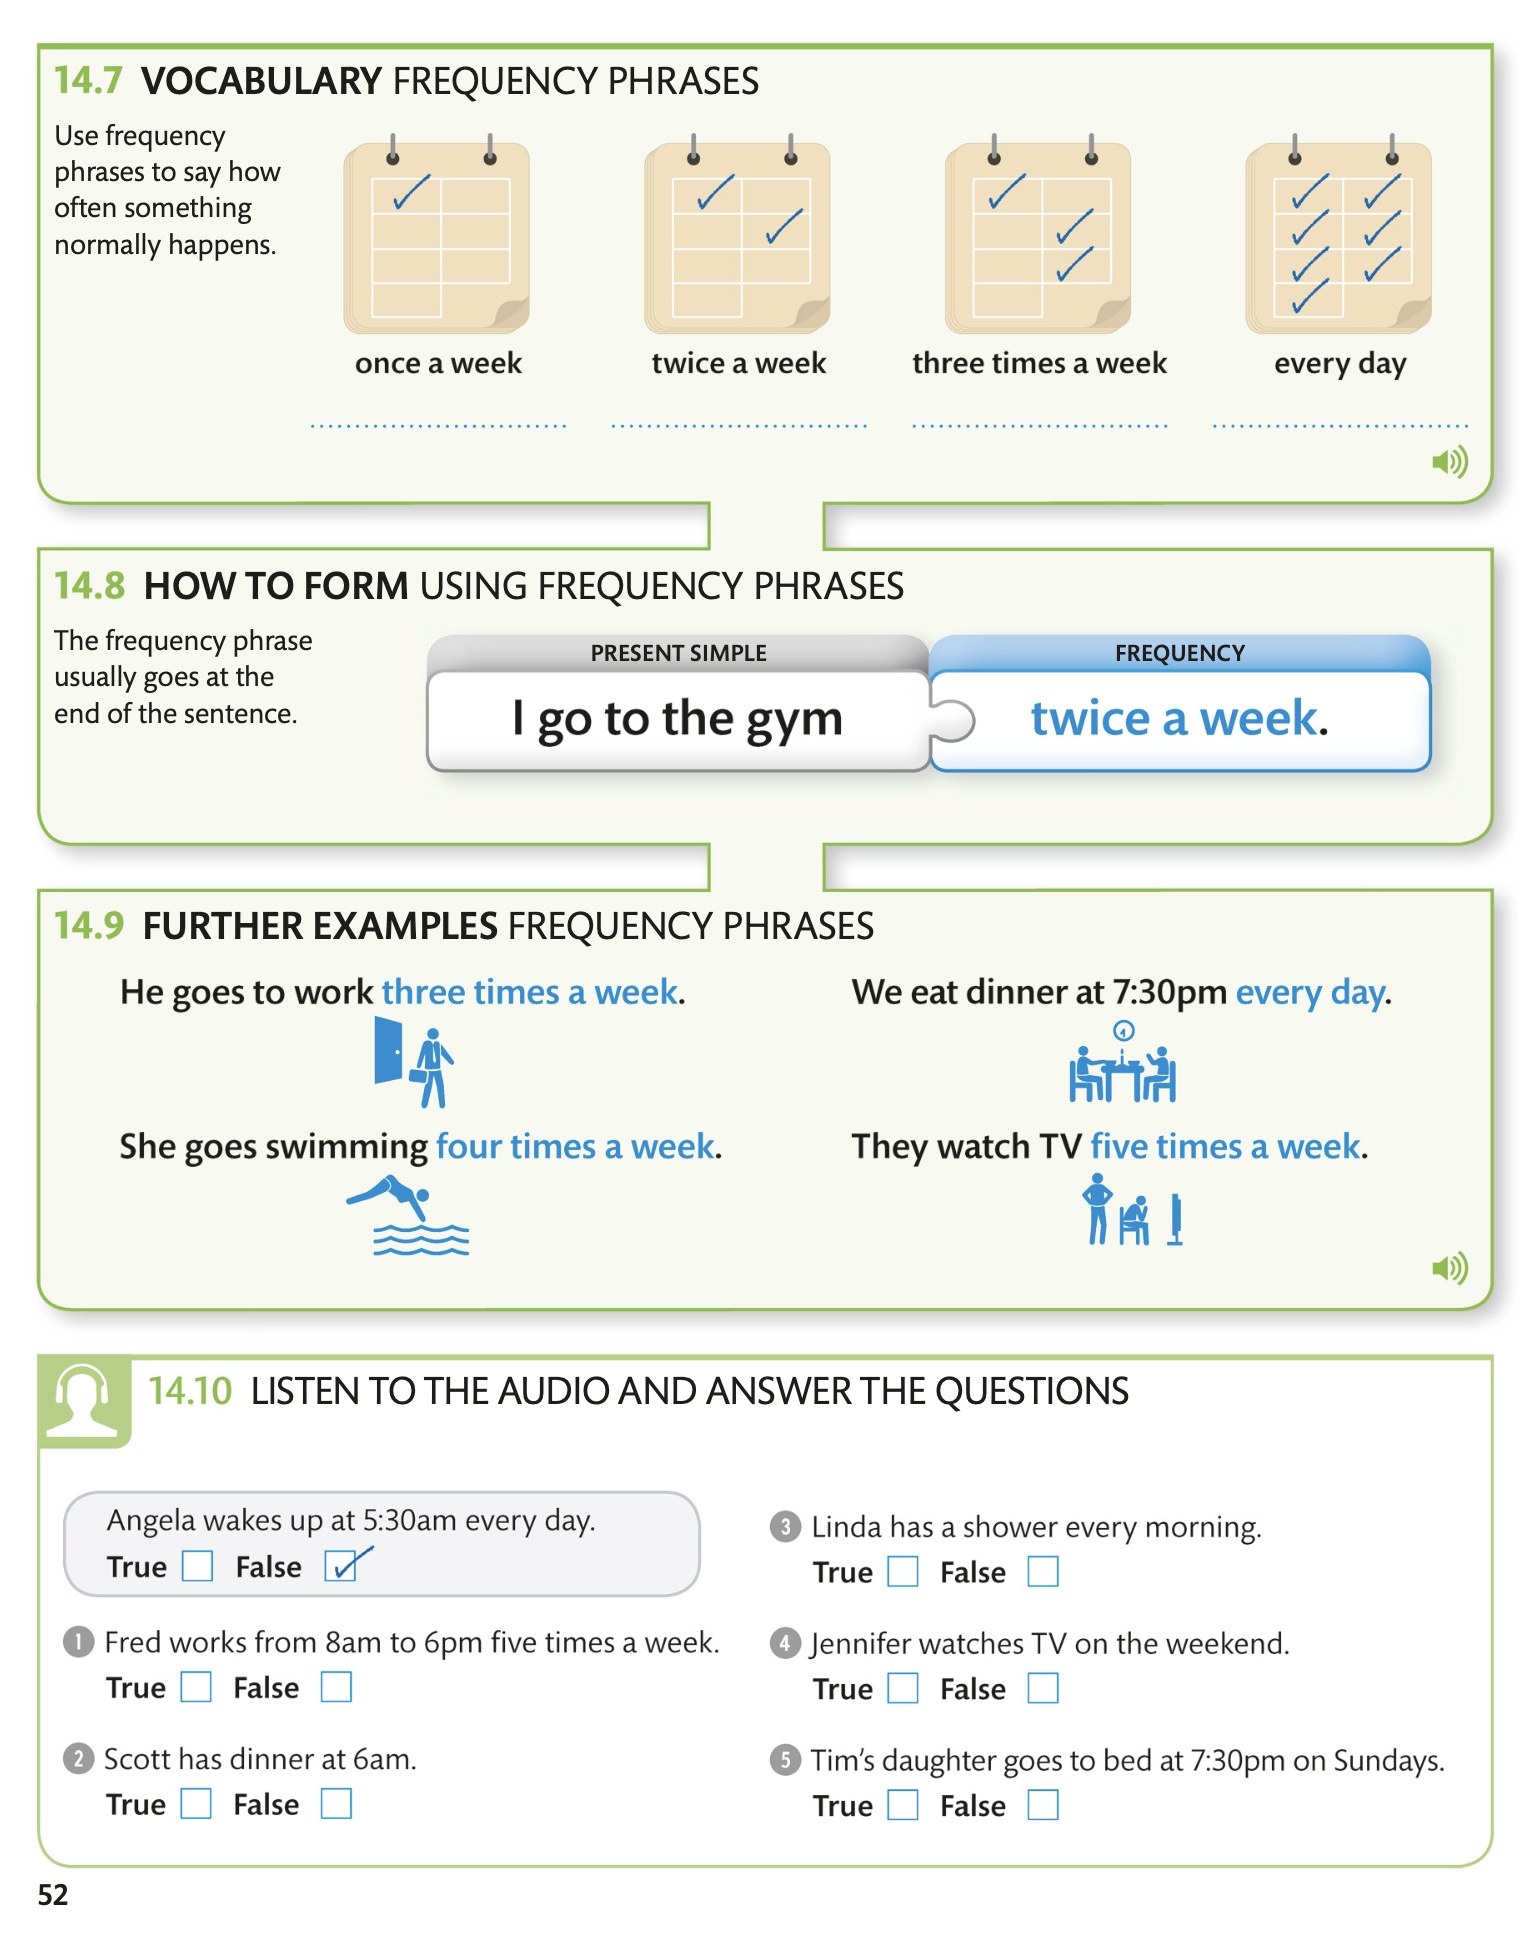 14.7 VOCABULARY FREQUENCY PHRASES
Use frequency
phrases to say how
often something
normally happens.
once a week
twice a week
three times a week
every day
14.8 HOW TO FORM USING FREQUENCY PHRASES
The frequency phrase
usually goes at the
end of the sentence.
PRESENT SIMPLE
FREQUENCY
I go to the gym
twice a week.
14.9 FURTHER EXAMPLES FREQUENCY PHRASES
He goes to work three times a week.
We eat dinner at 7:30pm every day.
She goes swimming four times a week.
They watch TV five times a week.
14.10 LISTEN TO THE AUDIO AND ANSWER THE QUESTIONS
Angela wakes up at 5:30am every day.
True False
1 Fred works from 8am to 6pm five times a week.
True False
2 Scott has dinner at 6am.
True False
3 Linda has a shower every morning.
True False
4 Jennifer watches TV on the weekend.
True False
5 Tim's daughter goes to bed at 7:30pm on Sundays.
True False
52